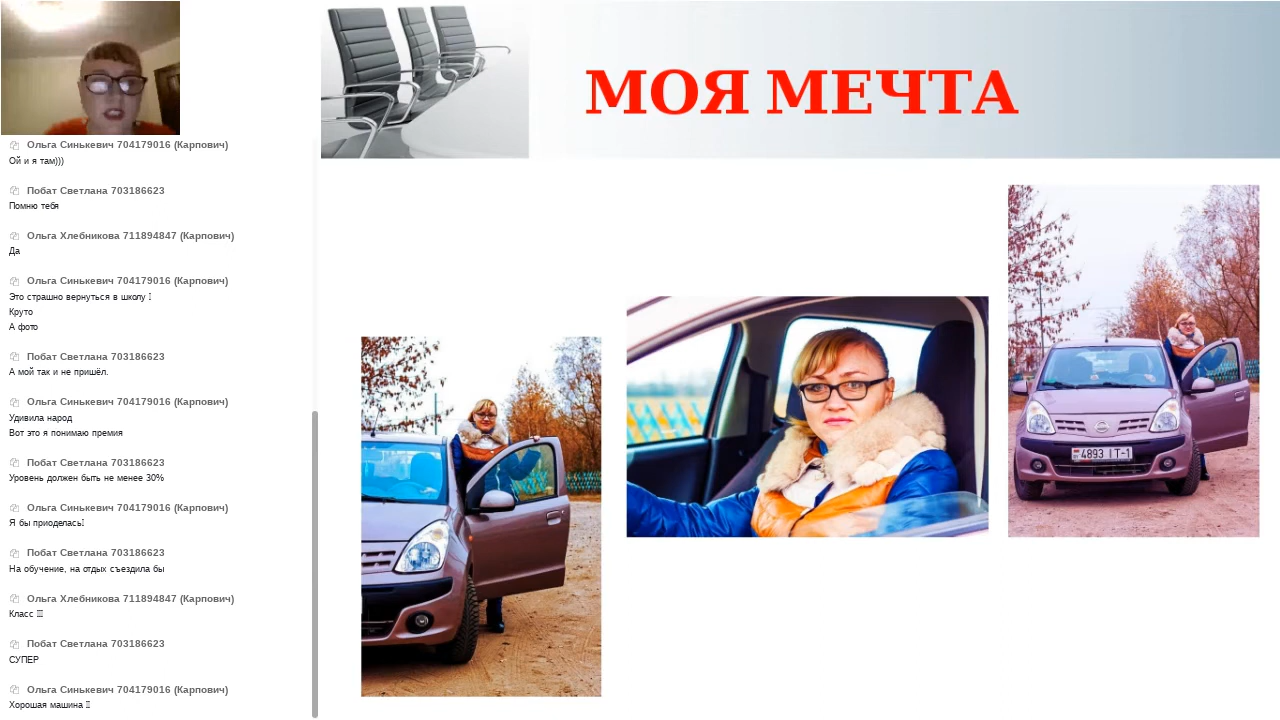 МОЯ МЕЧТА
Ольга Синькевич 704179016 (Карпович)
Ой и я там)))
Побат Светлана 703186623
Помню тебя
Ольга Хлебникова 711894847 (Карпович)
Да
Ольга Синькевич 704179016 (Карпович)
Это страшно вернуться в школу
Круто
А фото
Побат Светлана 703186623
А мой так и не пришёл.
Ольга Синькевич 704179016 (Карпович)
Удивила народ
Вот это я понимаю премия
Побат Светлана 703186623
Уровень должен быть не менее 30%
Ольга Синькевич 704179016 (Карпович)
Я бы приоделась
Побат Светлана 703186623
На обучение, на отдых съездила бы
Ольга Хлебникова 711894847 (Карпович)
Класс
Побат Светлана 703186623
СУПЕР
Ольга Синькевич 704179016 (Карпович)
Хорошая машина
4893 IT-1